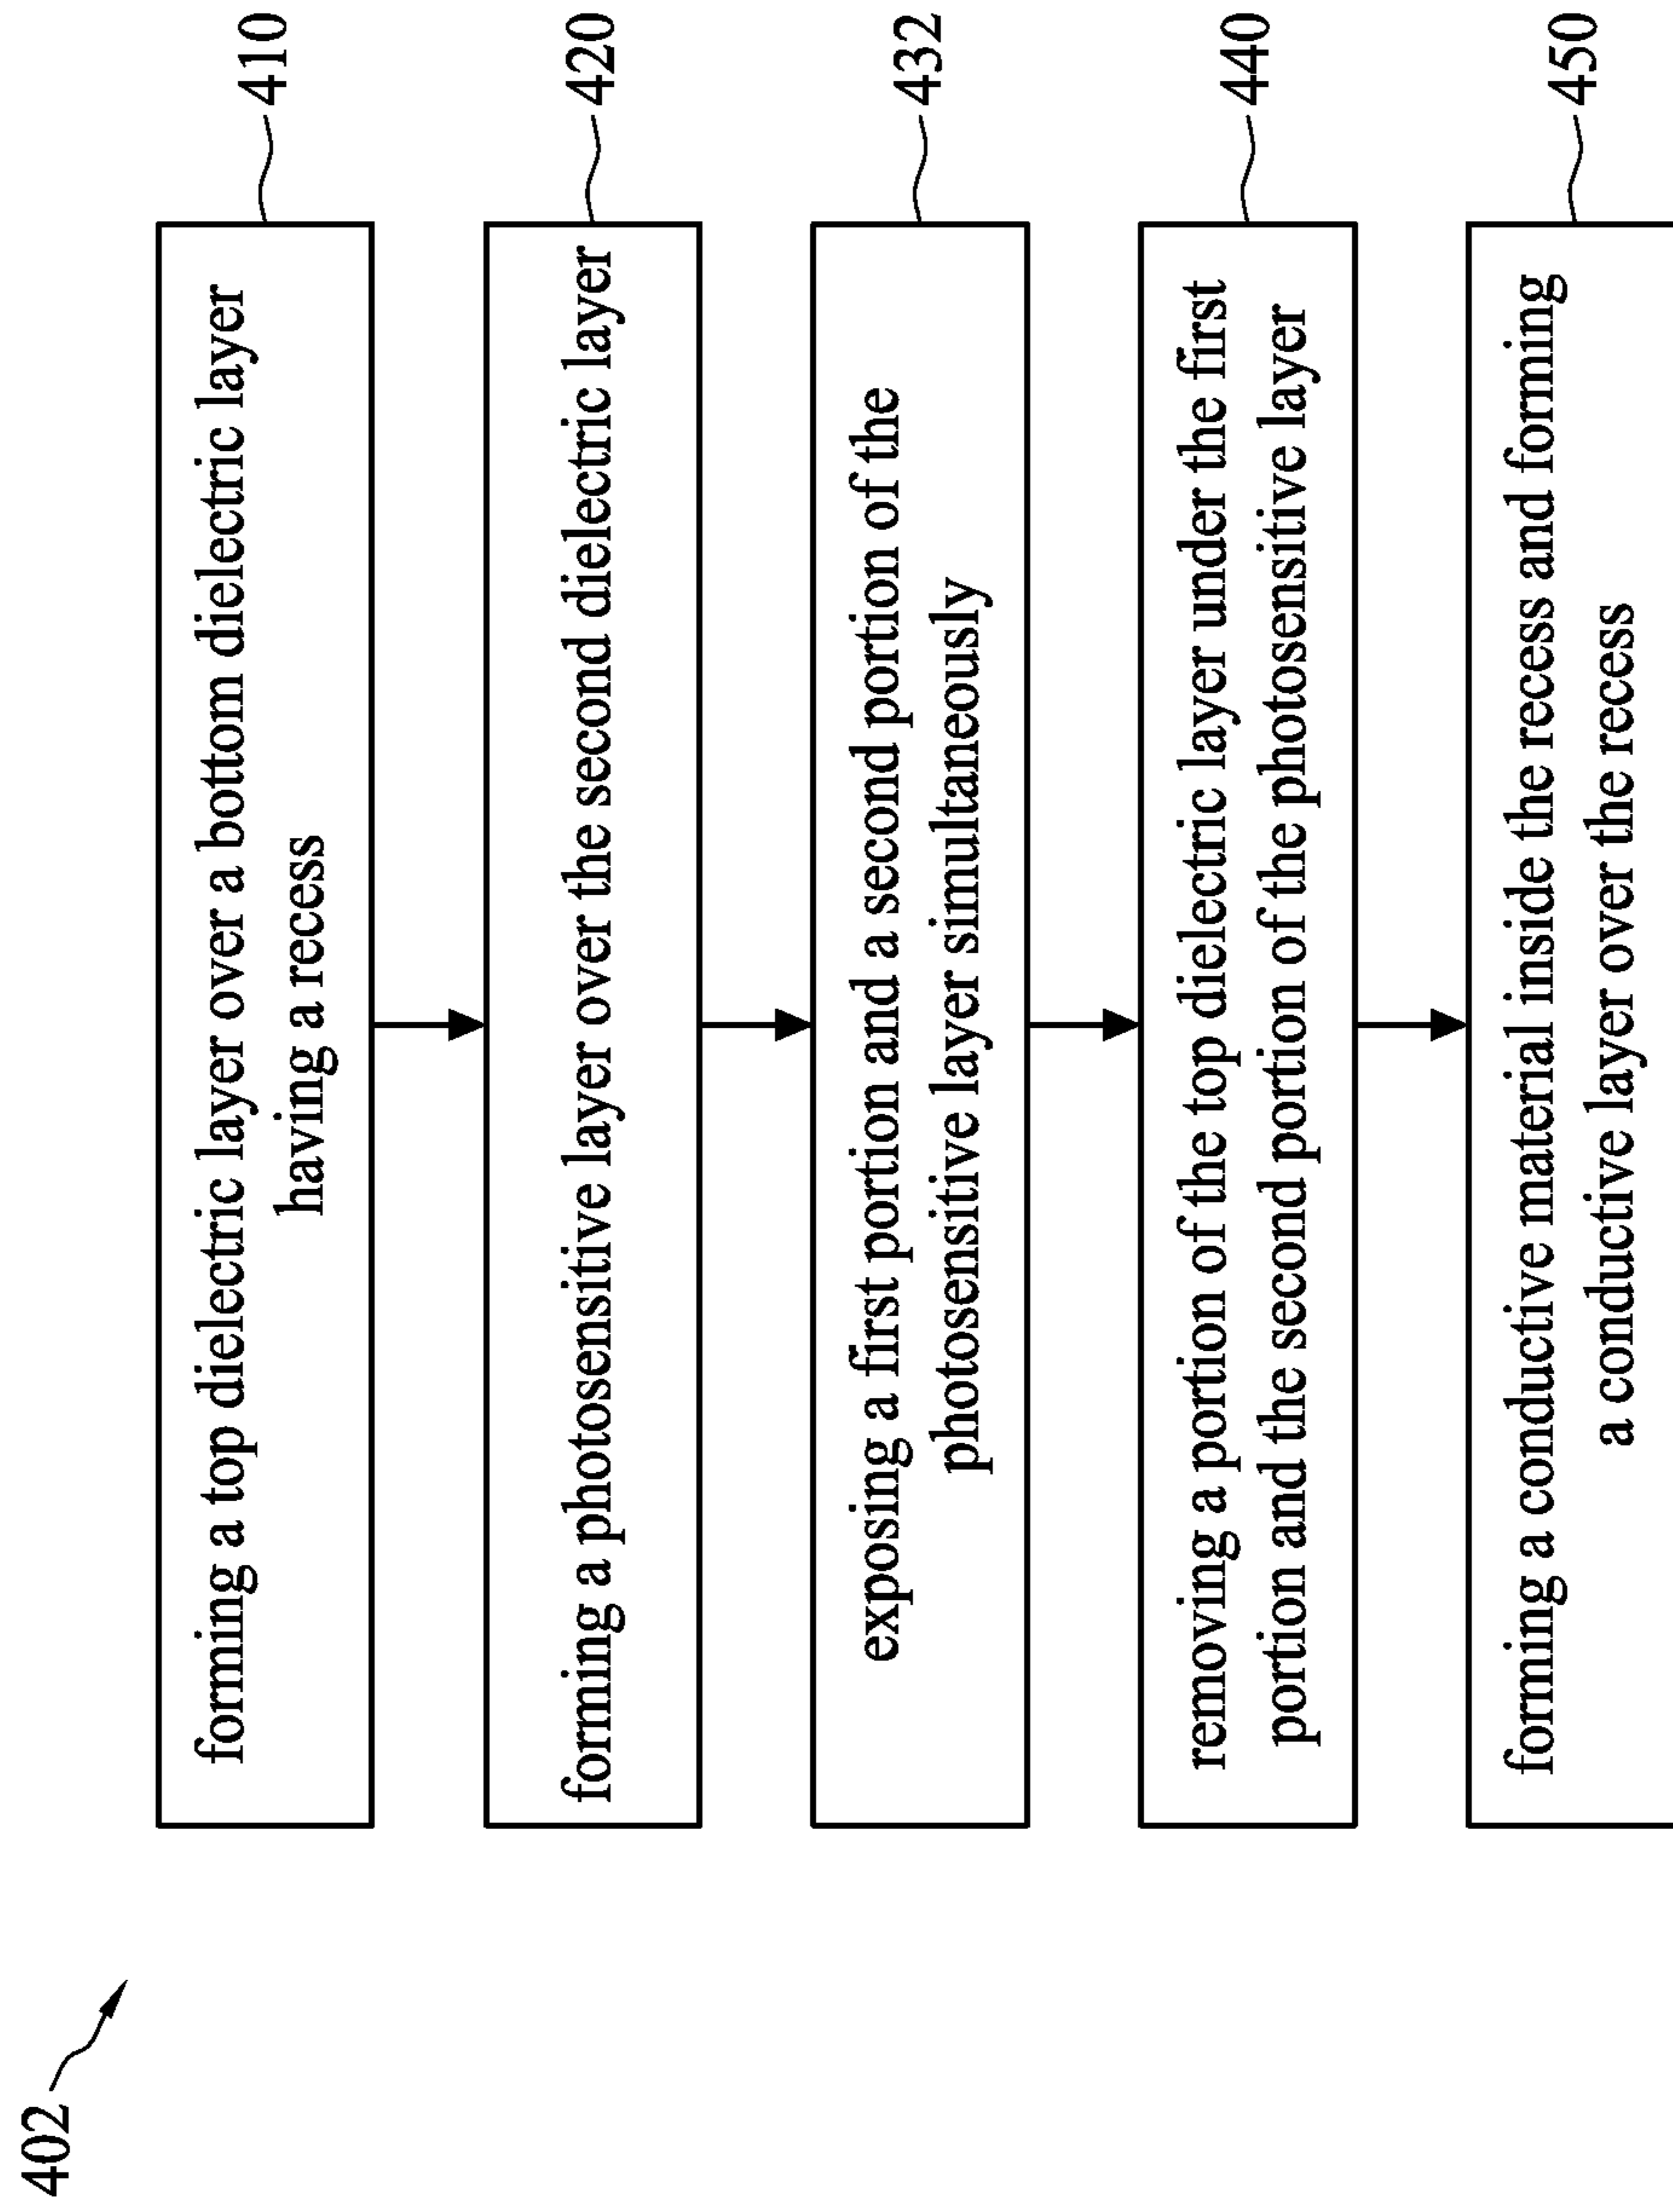 402
forming a top dielectric layer over a bottom dielectric layer
having a recess
410
forming a photosensitive layer over the second dielectric layer
420
exposing a first portion and a second portion of the
photosensitive layer simultaneously
432
removing a portion of the top dielectric layer under the first
portion and the second portion of the photosensitive layer
440
forming a conductive material inside the recess and forming
a conductive layer over the recess
450